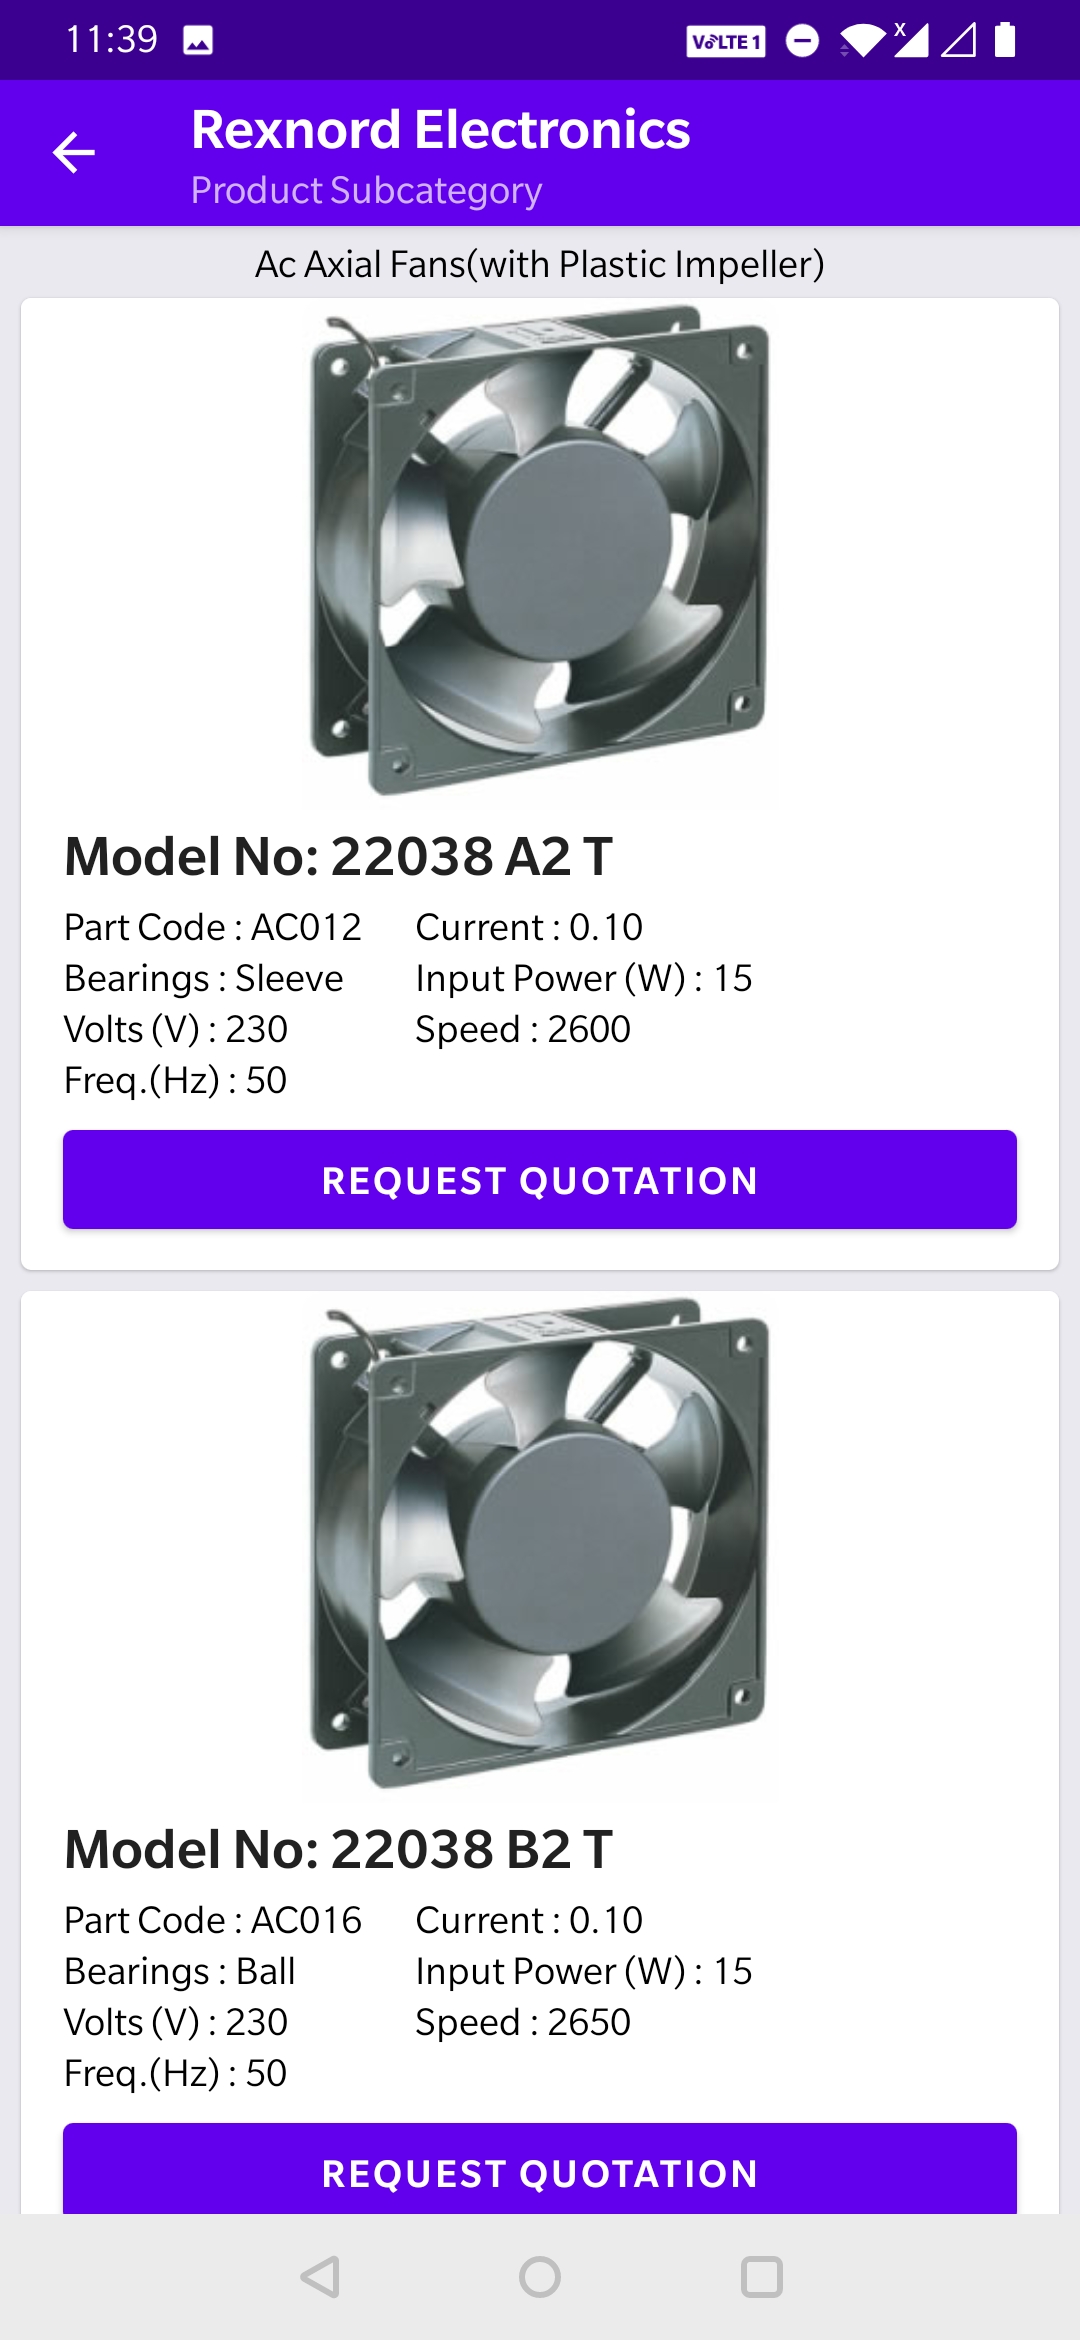 11:39
VoLTE 1
x
Rexnord Electronics
Product Subcategory
Ac Axial Fans(with Plastic Impeller)
Model No: 22038 A2 T
Part Code : AC012 Current : 0.10
Bearings : Sleeve Input Power (W) : 15
Volts (V) : 230 Speed : 2600
Freq.(Hz) : 50
REQUEST QUOTATION
Model No: 22038 B2 T
Part Code : AC016 Current : 0.10
Bearings : Ball Input Power (W) : 15
Volts (V) : 230 Speed : 2650
Freq.(Hz) : 50
REQUEST QUOTATION